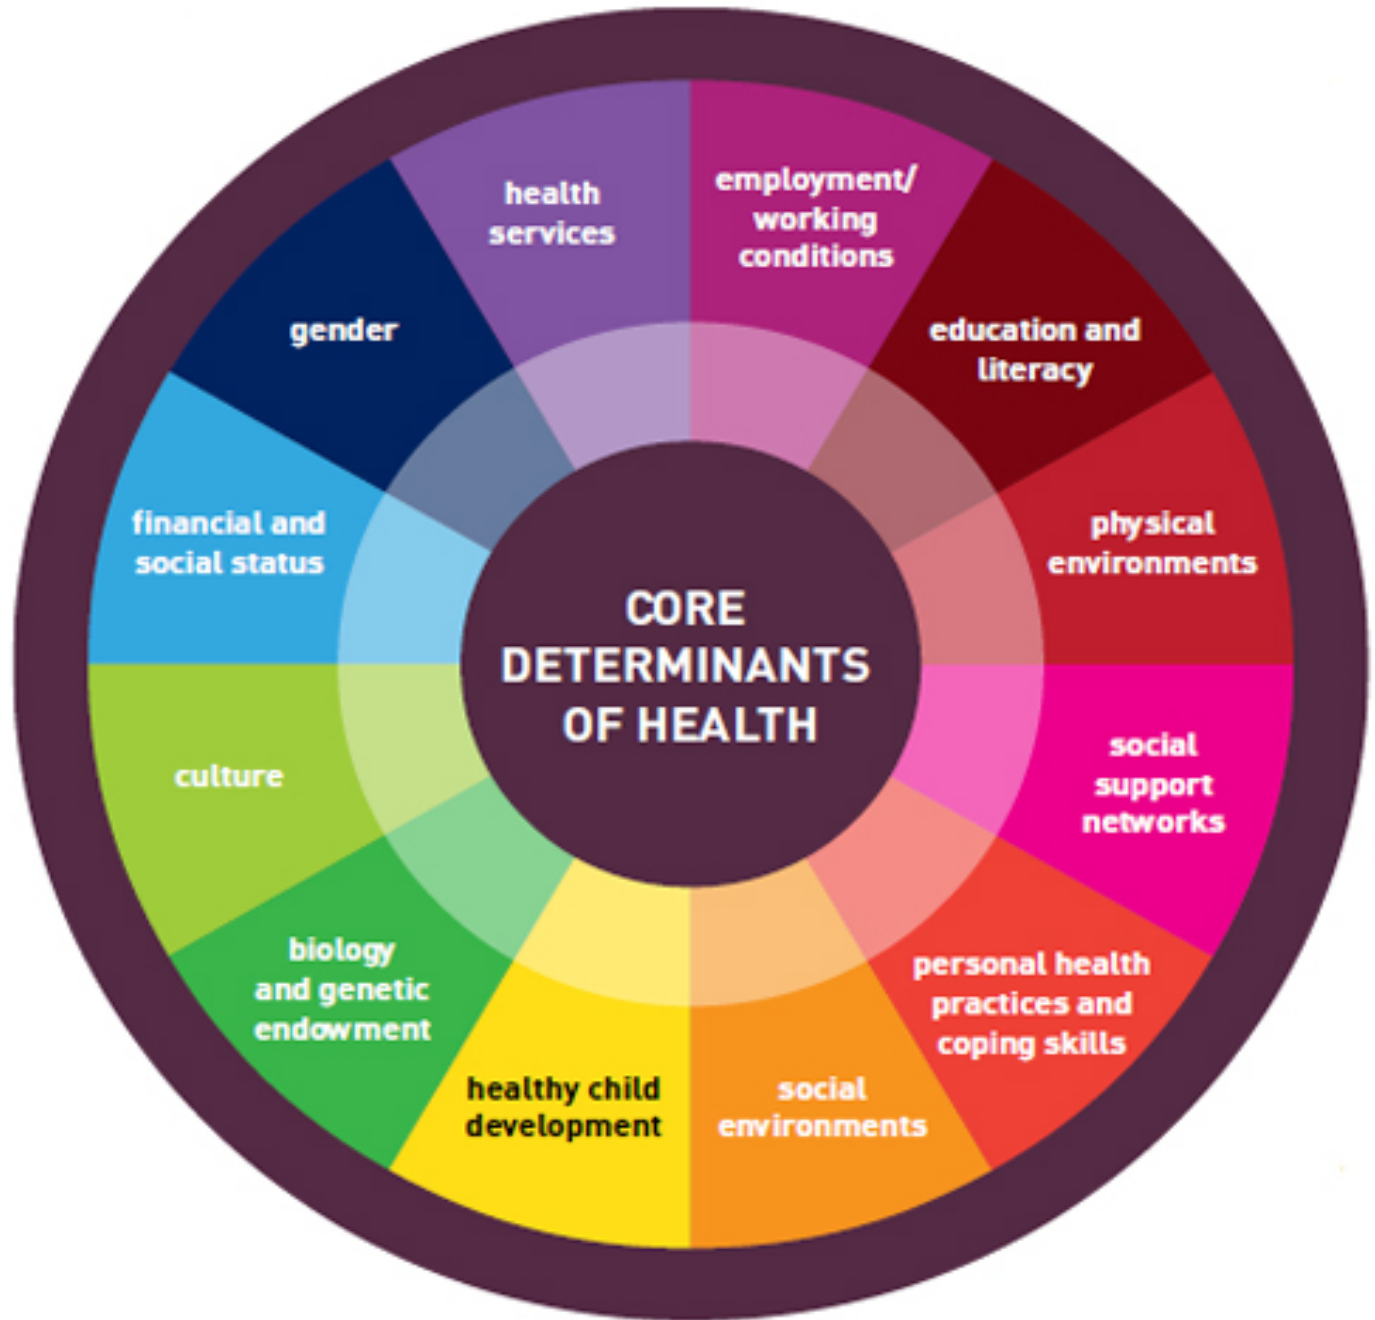 CORE
DETERMINANTS
OF HEALTH
employment/
working
conditions
education and
literacy
physical
environments
social
support
networks
personal health
practices and
coping skills
social
environments
healthy child
development
biology
and genetic
endowment
culture
financial and
social status
gender
health
services